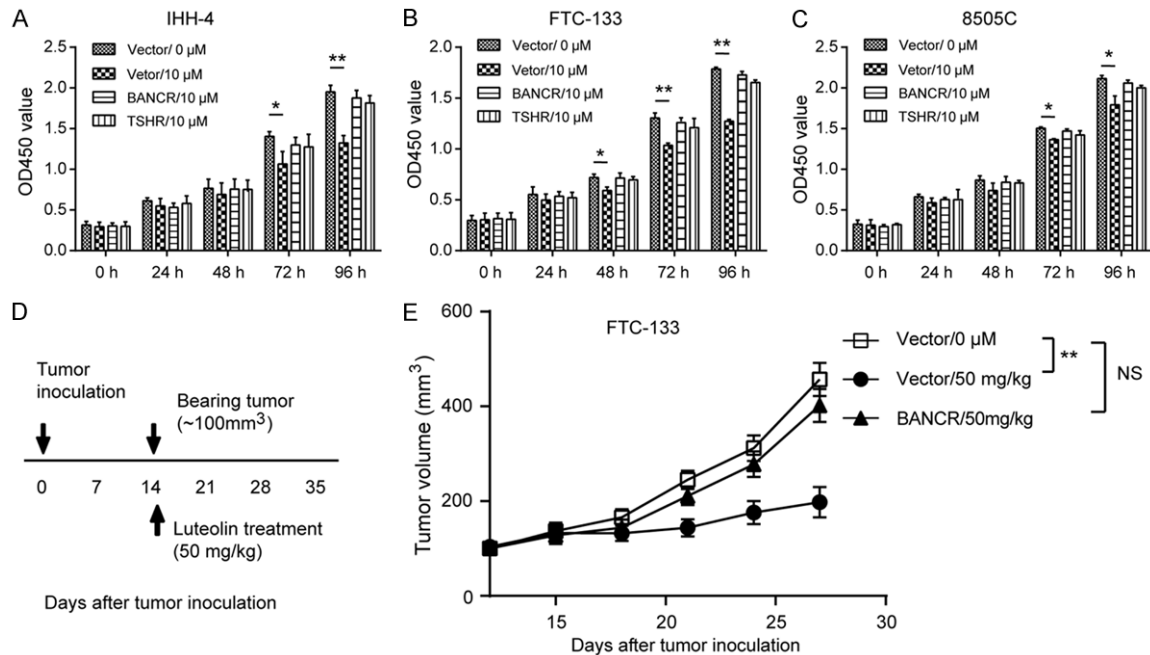 A
IHH-4
OD450 value
2.5
2.0
1.5
1.0
0.5
0.0
Vector/ 0 µM
Vetor/10 µM
BANCR/10 µM
TSHR/10 µM
*
**
0 h
24 h
48 h
72 h
96 h
B
FTC-133
OD450 value
2.0
1.5
1.0
0.5
0.0
Vector/ 0 µM
Vetor/10 µM
BANCR/10 µM
TSHR/10 µM
*
**
**
0 h
24 h
48 h
72 h
96 h
C
8505C
OD450 value
2.5
2.0
1.5
1.0
0.5
0.0
Vector/ 0 µM
Vetor/10 µM
BANCR/10 µM
TSHR/10 µM
*
*
0 h
24 h
48 h
72 h
96 h
D
Tumor
inoculation
Bearing tumor
(~100mm³)
0 7 14 21 28 35
Luteolin treatment
(50 mg/kg)
Days after tumor inoculation
E
FTC-133
Tumor volume (mm³)
600
400
200
0
15 20 25 30
Days after tumor inoculation
Vector/0 µM
Vector/50 mg/kg
BANCR/50mg/kg
**
NS